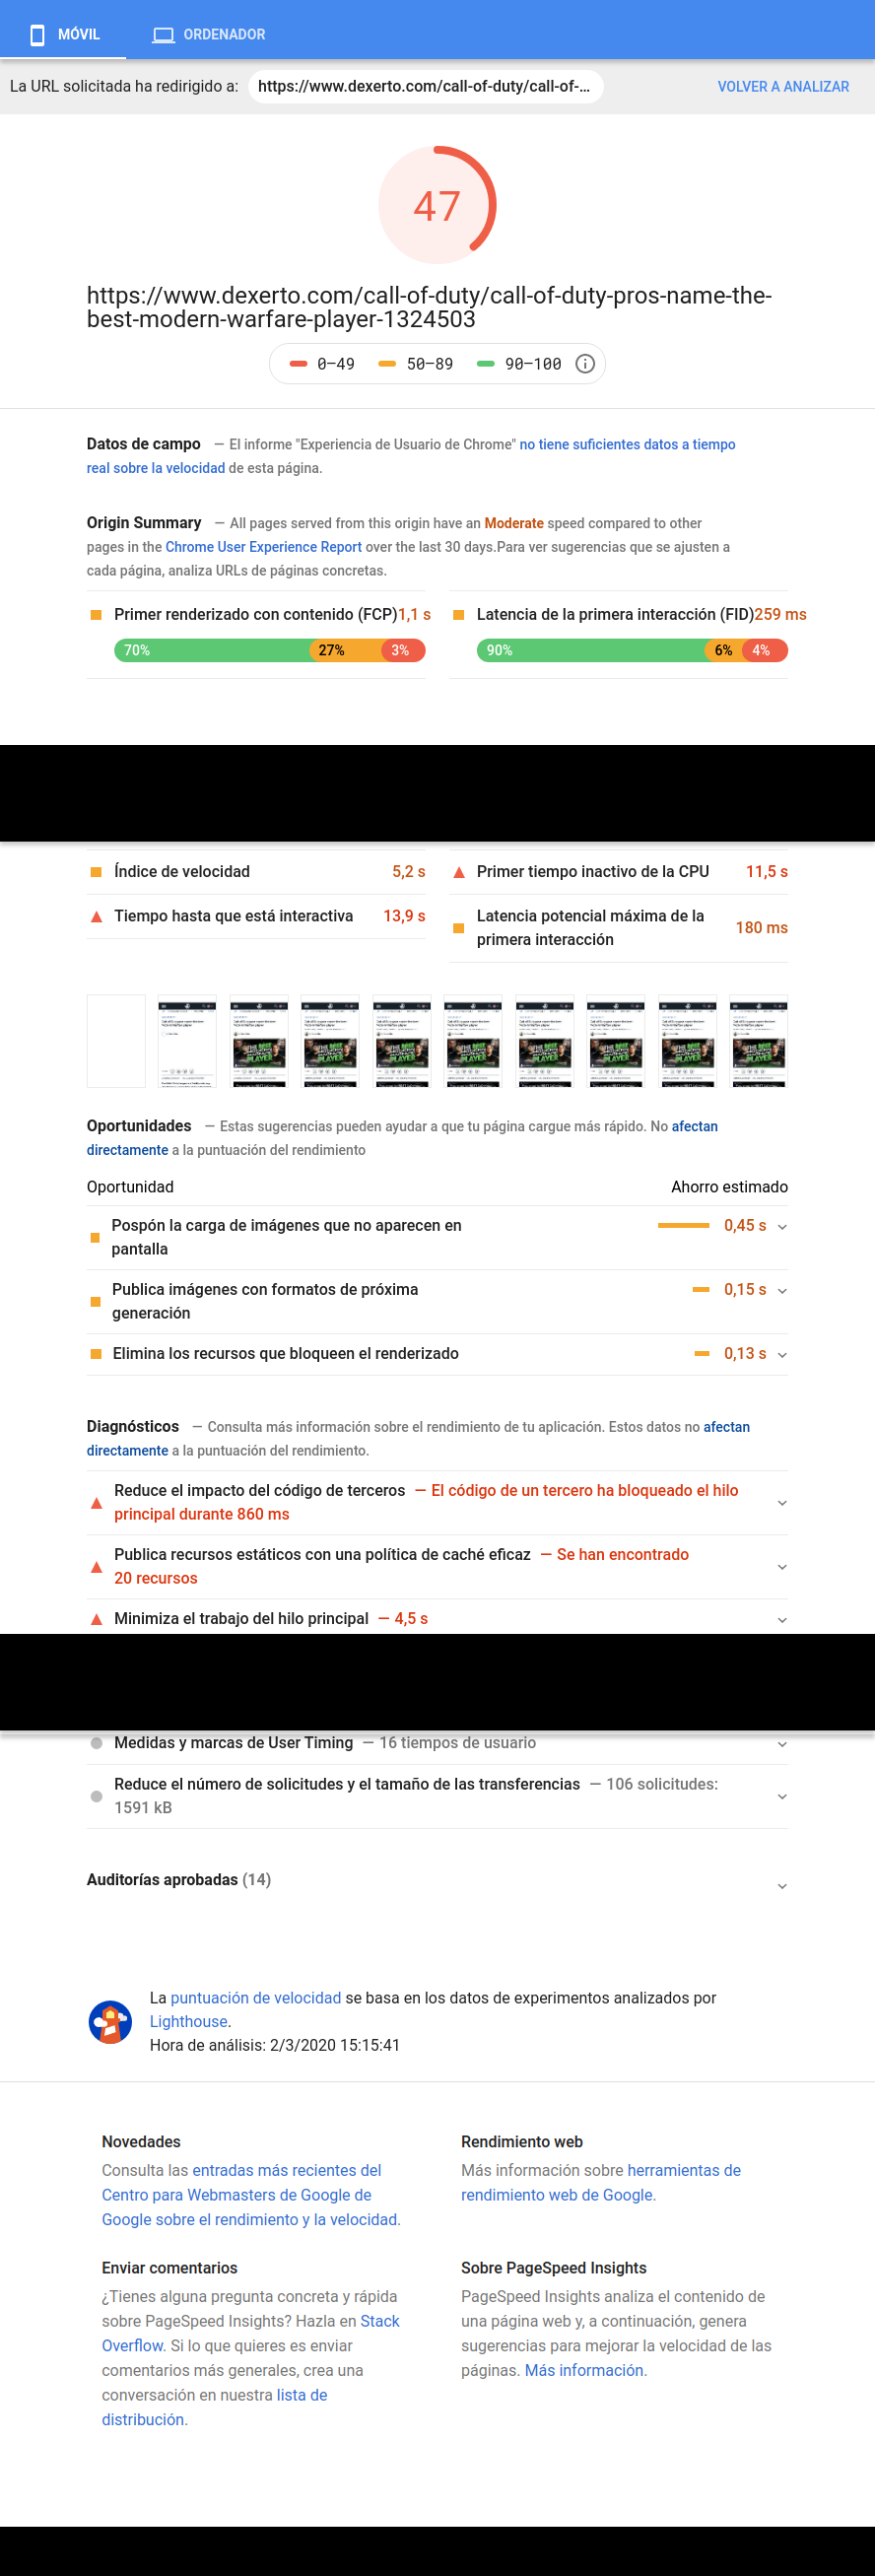 MÓVIL
ORDENADOR
La URL solicitada ha redirigido a:
https://www.dexerto.com/call-of-duty/call-of-...
VOLVER A ANALIZAR
47
https://www.dexerto.com/call-of-duty/call-of-duty-pros-name-the-
best-modern-warfare-player-1324503
0–49
50–89
90–100
Datos de campo — El informe "Experiencia de Usuario de Chrome" no tiene suficientes datos a tiempo
real sobre la velocidad de esta página.
Origin Summary — All pages served from this origin have an Moderate speed compared to other
pages in the Chrome User Experience Report over the last 30 days.Para ver sugerencias que se ajusten a
cada página, analiza URLs de páginas concretas.
Primer renderizado con contenido (FCP)1,1 s
70%
27%
3%
Latencia de la primera interacción (FID)259 ms
90%
6%
4%
Índice de velocidad 5,2 s
Primer tiempo inactivo de la CPU 11,5 s
Tiempo hasta que está interactiva 13,9 s
Latencia potencial máxima de la
primera interacción
180 ms
Oportunidades — Estas sugerencias pueden ayudar a que tu página cargue más rápido. No afectan
directamente a la puntuación del rendimiento
Oportunidad
Ahorro estimado
Pospón la carga de imágenes que no aparecen en
pantalla
0,45 s
Publica imágenes con formatos de próxima
generación
0,15 s
Elimina los recursos que bloqueen el renderizado 0,13 s
Diagnósticos — Consulta más información sobre el rendimiento de tu aplicación. Estos datos no afectan
directamente a la puntuación del rendimiento.
Reduce el impacto del código de terceros — El código de un tercero ha bloqueado el hilo
principal durante 860 ms
Publica recursos estáticos con una política de caché eficaz — Se han encontrado
20 recursos
Minimiza el trabajo del hilo principal — 4,5 s
Medidas y marcas de User Timing — 16 tiempos de usuario
Reduce el número de solicitudes y el tamaño de las transferencias — 106 solicitudes:
1591 kB
Auditorías aprobadas (14)
La puntuación de velocidad se basa en los datos de experimentos analizados por
Lighthouse.
Hora de análisis: 2/3/2020 15:15:41
Novedades
Consulta las entradas más recientes del
Centro para Webmasters de Google de
Google sobre el rendimiento y la velocidad.
Rendimiento web
Más información sobre herramientas de
rendimiento web de Google.
Enviar comentarios
¿Tienes alguna pregunta concreta y rápida
sobre PageSpeed Insights? Hazla en Stack
Overflow. Si lo que quieres es enviar
comentarios más generales, crea una
conversación en nuestra lista de
distribución.
Sobre PageSpeed Insights
PageSpeed Insights analiza el contenido de
una página web y, a continuación, genera
sugerencias para mejorar la velocidad de las
páginas. Más información.